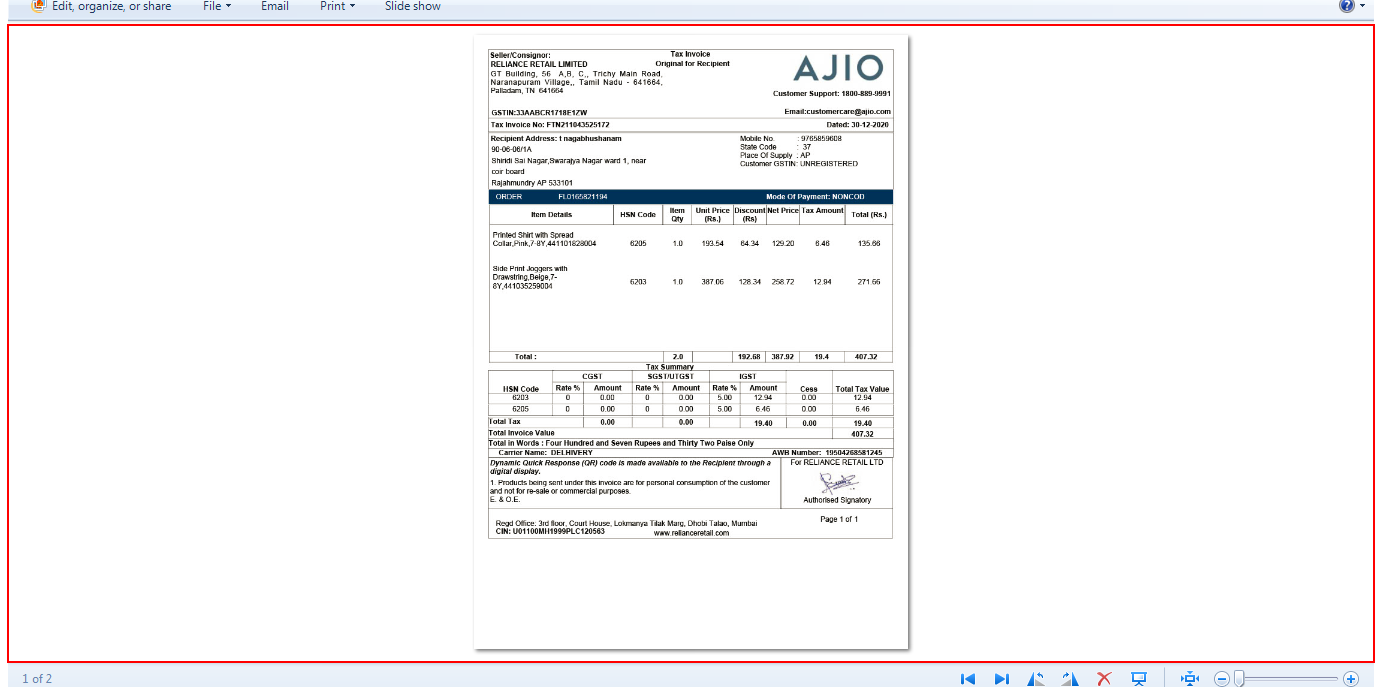 Edit, organize, or share File Email Print Slide show
Seller/Consignor: Tax Invoice
RELIANCE RETAIL LIMITED Original for Recipient AJIO
GT Building, 56 A,B, C,, Trichy Main Road,
Naranapuram Village,, Tamil Nadu - 641664,
Palladam, TN 641664 Customer Support: 1800-889-9991
GSTIN:33AABCR1718E1ZW Email:customercare@ajio.com
Tax Invoice No: FTN211043525172 Dated: 30-12-2020
Recipient Address: t nagabhushanam Mobile No. : 9765859608
90-06-06/1A State Code : 37
Shiridi Sai Nagar,Swarajya Nagar ward 1, near Place Of Supply : AP
coir board Customer GSTIN: UNREGISTERED
Rajahmundry AP 533101
ORDER FL0165821194 Mode Of Payment: NONCOD
Item Details HSN Code Item Qty Unit Price (Rs.) Discount (Rs) Net Price Tax Amount Total (Rs.)
Printed Shirt with Spread
Collar,Pink,7-8Y,441101828004 6205 1.0 193.54 64.34 129.20 6.46 135.66
Side Print Joggers with
Drawstring,Beige,7-
8Y,441035259004 6203 1.0 387.06 128.34 258.72 12.94 271.66
Total : 2.0 192.68 387.92 19.4 407.32
Tax Summary
CGST SGST/UTGST IGST
HSN Code Rate % Amount Rate % Amount Rate % Amount Cess Total Tax Value
6203 0 0.00 0 0.00 5.00 12.94 0.00 12.94
6205 0 0.00 0 0.00 5.00 6.46 0.00 6.46
Total Tax 0.00 0.00 19.40 0.00 19.40
Total Invoice Value 407.32
Total in Words : Four Hundred and Seven Rupees and Thirty Two Paise Only
Carrier Name: DELHIVERY AWB Number: 19504268581245
Dynamic Quick Response (QR) code is made available to the Recipient through a For RELIANCE RETAIL LTD
digital display.
1. Products being sent under this invoice are for personal consumption of the customer
and not for re-sale or commercial purposes.
E. & O.E. Authorised Signatory
Page 1 of 1
Regd Office: 3rd floor, Court House, Lokmanya Tilak Marg, Dhobi Talao, Mumbai
CIN: U01100MH1999PLC120563 www.relianceretail.com
1 of 2